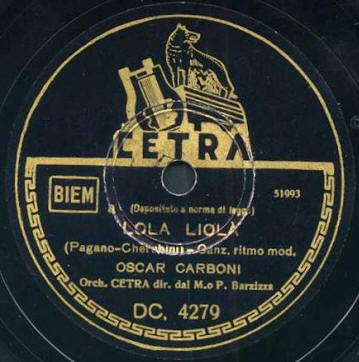 CETRA
BIEM
(Depositato a norma di legge)
51993
LOLA LIOLA
(Pagano-Cherubini) - Canz. ritmo mod.
OSCAR CARBONI
Orch. CETRA dir. dal M.o P. Barzizza
DC. 4279